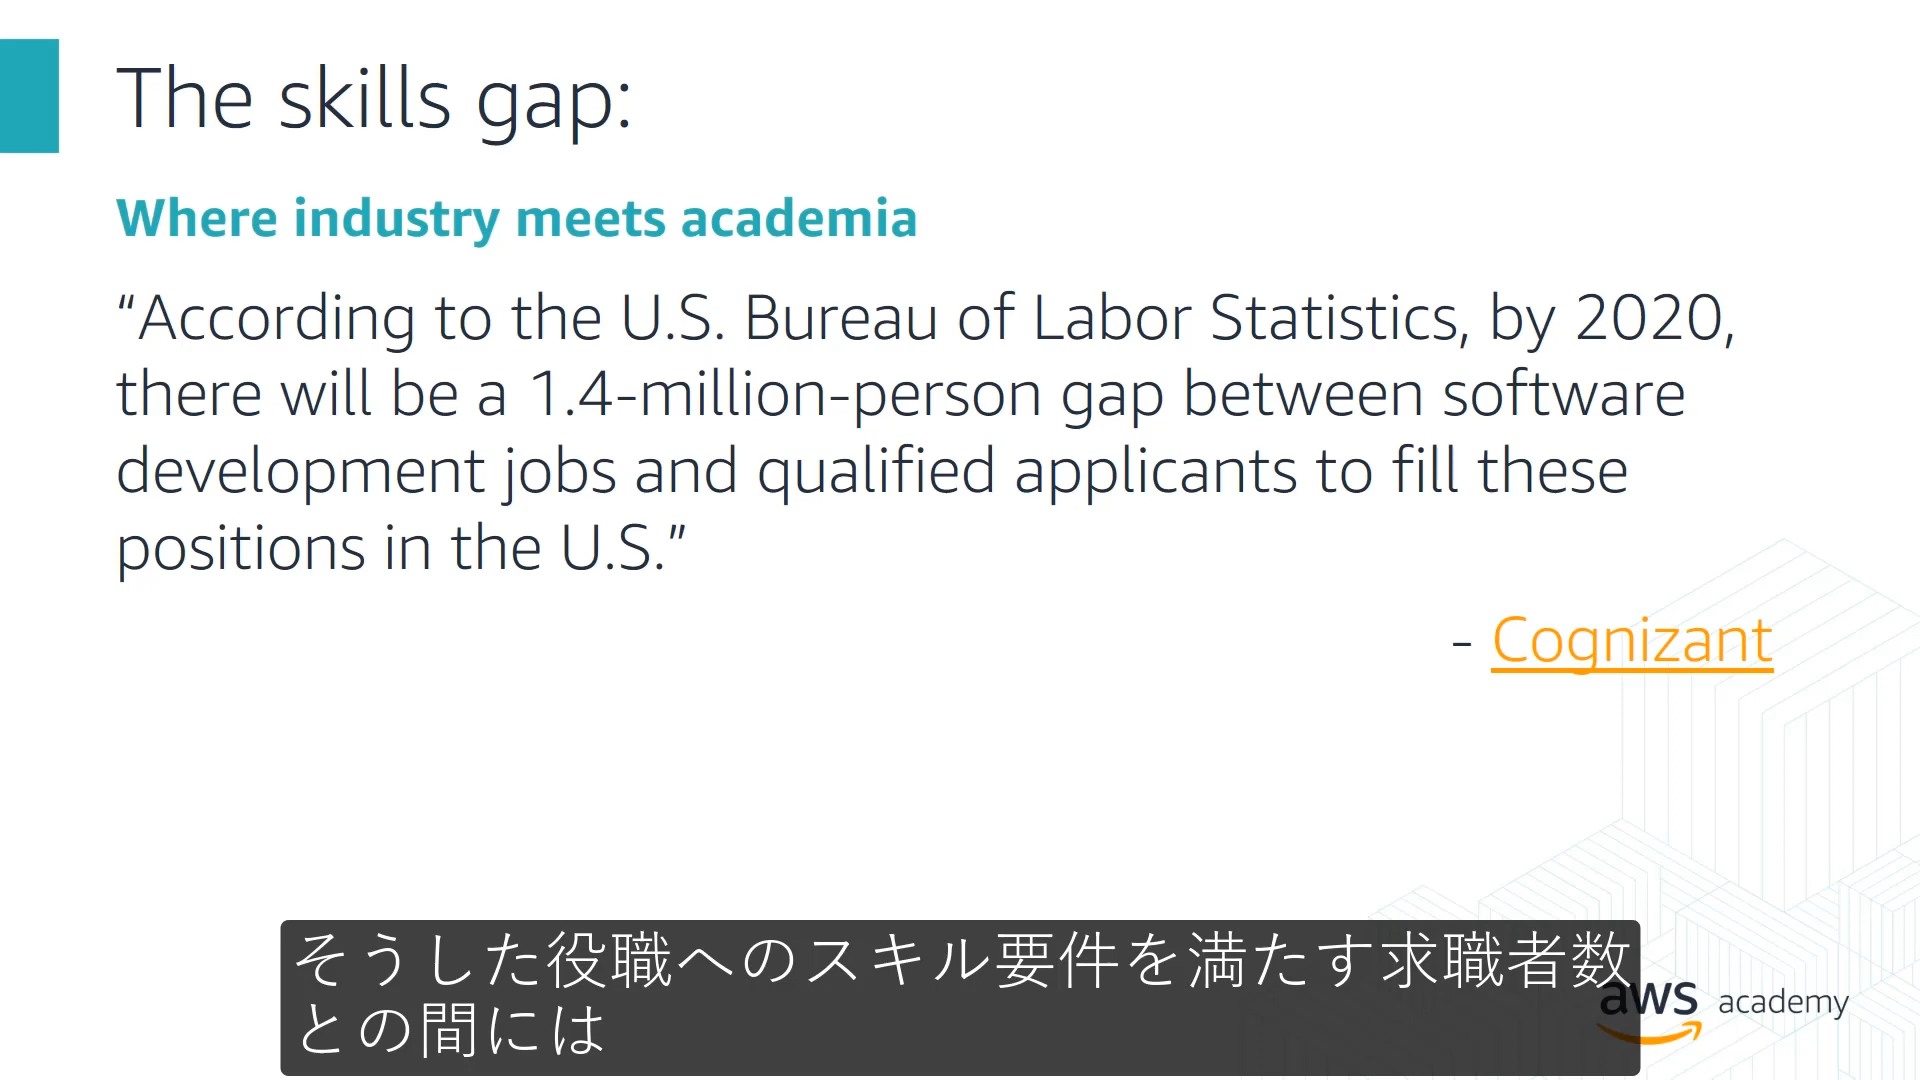 The skills gap:
Where industry meets academia
“According to the U.S. Bureau of Labor Statistics, by 2020,
there will be a 1.4-million-person gap between software
development jobs and qualified applicants to fill these
positions in the U.S.”
- Cognizant
そうした役職へのスキル要件を満たす求職者数
との間には
aws academy